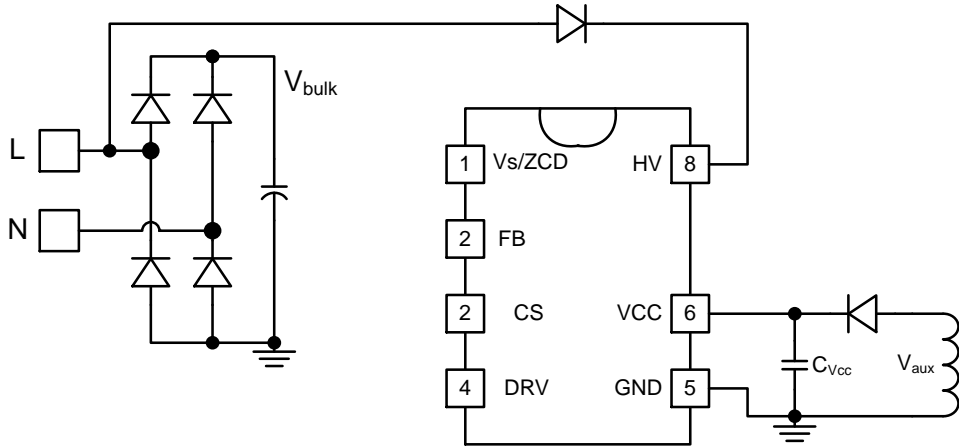 V_bulk
L
N
1 Vs/ZCD
HV 8
2 FB
2 CS
VCC 6
4 DRV
GND 5
C_Vcc
V_aux